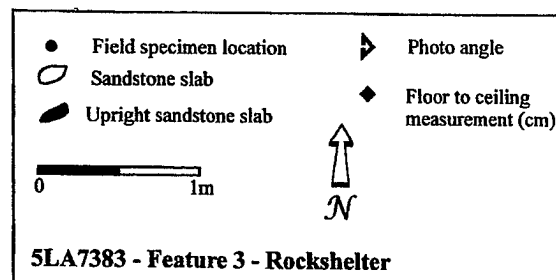 Field specimen location
Sandstone slab
Upright sandstone slab
Photo angle
Floor to ceiling
measurement (cm)
0 1m
N
5LA7383 - Feature 3 - Rockshelter